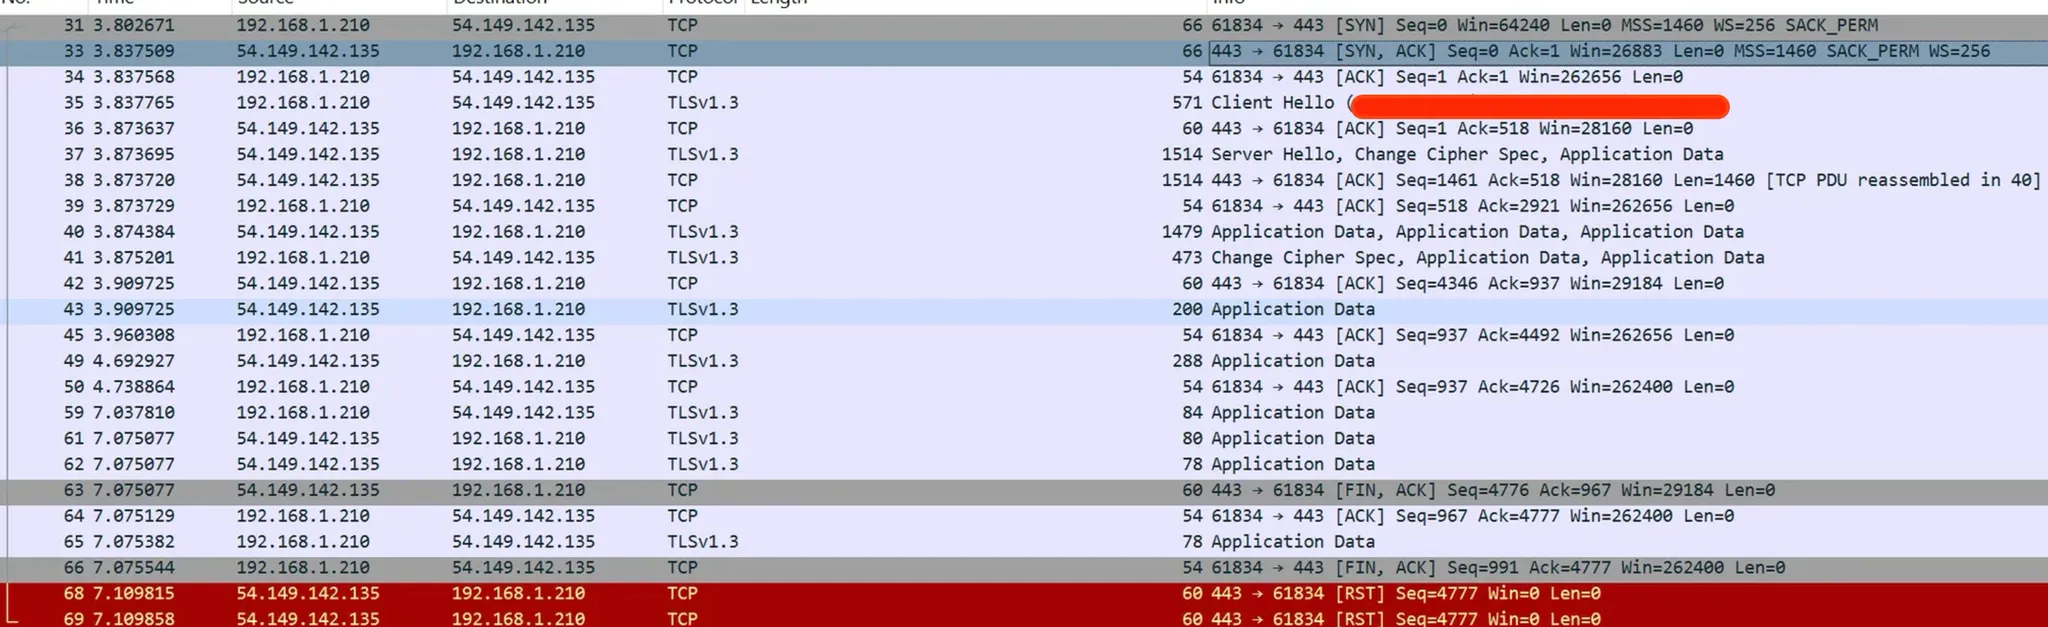 No. Time Source Destination Protocol Length Info
31 3.802671 192.168.1.210 54.149.142.135 TCP 66 61834 → 443 [SYN] Seq=0 Win=64240 Len=0 MSS=1460 WS=256 SACK_PERM
33 3.837509 54.149.142.135 192.168.1.210 TCP 66 443 → 61834 [SYN, ACK] Seq=0 Ack=1 Win=26883 Len=0 MSS=1460 SACK_PERM WS=256
34 3.837568 192.168.1.210 54.149.142.135 TCP 54 61834 → 443 [ACK] Seq=1 Ack=1 Win=262656 Len=0
35 3.837765 192.168.1.210 54.149.142.135 TLSv1.3 571 Client Hello (
36 3.873637 54.149.142.135 192.168.1.210 TCP 60 443 → 61834 [ACK] Seq=1 Ack=518 Win=28160 Len=0
37 3.873695 54.149.142.135 192.168.1.210 TLSv1.3 1514 Server Hello, Change Cipher Spec, Application Data
38 3.873720 54.149.142.135 192.168.1.210 TCP 1514 443 → 61834 [ACK] Seq=1461 Ack=518 Win=28160 Len=1460 [TCP PDU reassembled in 40]
39 3.873729 192.168.1.210 54.149.142.135 TCP 54 61834 → 443 [ACK] Seq=518 Ack=2921 Win=262656 Len=0
40 3.874384 54.149.142.135 192.168.1.210 TLSv1.3 1479 Application Data, Application Data, Application Data
41 3.875201 192.168.1.210 54.149.142.135 TLSv1.3 473 Change Cipher Spec, Application Data, Application Data
42 3.909725 54.149.142.135 192.168.1.210 TCP 60 443 → 61834 [ACK] Seq=4346 Ack=937 Win=29184 Len=0
43 3.909725 54.149.142.135 192.168.1.210 TLSv1.3 200 Application Data
45 3.960308 192.168.1.210 54.149.142.135 TCP 54 61834 → 443 [ACK] Seq=937 Ack=4492 Win=262656 Len=0
49 4.692927 54.149.142.135 192.168.1.210 TLSv1.3 288 Application Data
50 4.738864 192.168.1.210 54.149.142.135 TCP 54 61834 → 443 [ACK] Seq=937 Ack=4726 Win=262400 Len=0
59 7.037810 192.168.1.210 54.149.142.135 TLSv1.3 84 Application Data
61 7.075077 54.149.142.135 192.168.1.210 TLSv1.3 80 Application Data
62 7.075077 54.149.142.135 192.168.1.210 TLSv1.3 78 Application Data
63 7.075077 54.149.142.135 192.168.1.210 TCP 60 443 → 61834 [FIN, ACK] Seq=4776 Ack=967 Win=29184 Len=0
64 7.075129 192.168.1.210 54.149.142.135 TCP 54 61834 → 443 [ACK] Seq=967 Ack=4777 Win=262400 Len=0
65 7.075382 192.168.1.210 54.149.142.135 TLSv1.3 78 Application Data
66 7.075544 192.168.1.210 54.149.142.135 TCP 54 61834 → 443 [FIN, ACK] Seq=991 Ack=4777 Win=262400 Len=0
68 7.109815 54.149.142.135 192.168.1.210 TCP 60 443 → 61834 [RST] Seq=4777 Win=0 Len=0
69 7.109858 54.149.142.135 192.168.1.210 TCP 60 443 → 61834 [RST] Seq=4777 Win=0 Len=0